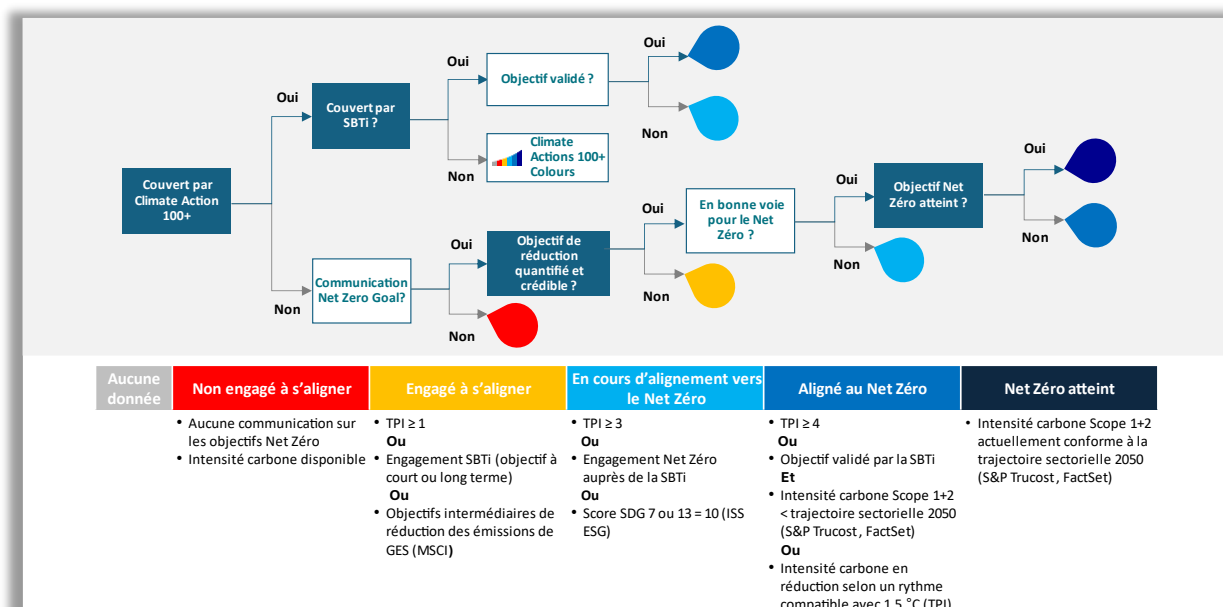 Oui
Oui
Objectif validé ?
Oui
Couvert par
SBTi ?
Non
Climate
Actions 100+
Colours
Non
Oui
Couvert par
Climate Action
100+
Oui
Objectif Net
Zéro atteint ?
Oui
En bonne voie
pour le Net
Zéro ?
Oui
Objectif de
réduction
quantifié et
crédible ?
Non
Communication
Net Zero Goal?
Non
Non
Non
Non
Aucune
donnée
Non engagé à s’aligner
Engagé à s’aligner
En cours d’alignement vers
le Net Zéro
Aligné au Net Zéro
Net Zéro atteint
• Aucune communication sur
les objectifs Net Zéro
• Intensité carbone disponible
• TPI ≥ 1
Ou
• Engagement SBTi (objectif à
court ou long terme)
Ou
• Objectifs intermédiaires de
réduction des émissions de
GES (MSCI)
• TPI ≥ 3
Ou
• Engagement Net Zéro
auprès de la SBTi
Ou
• Score SDG 7 ou 13 = 10 (ISS
ESG)
• TPI ≥ 4
Ou
• Objectif validé par la SBTi
Et
• Intensité carbone Scope 1+2
< trajectoire sectorielle 2050
(S&P Trucost, FactSet)
Ou
• Intensité carbone en
réduction selon un rythme
compatible avec 1,5 °C (TPI)
• Intensité carbone Scope 1+2
actuellement conforme à la
trajectoire sectorielle 2050
(S&P Trucost, FactSet)